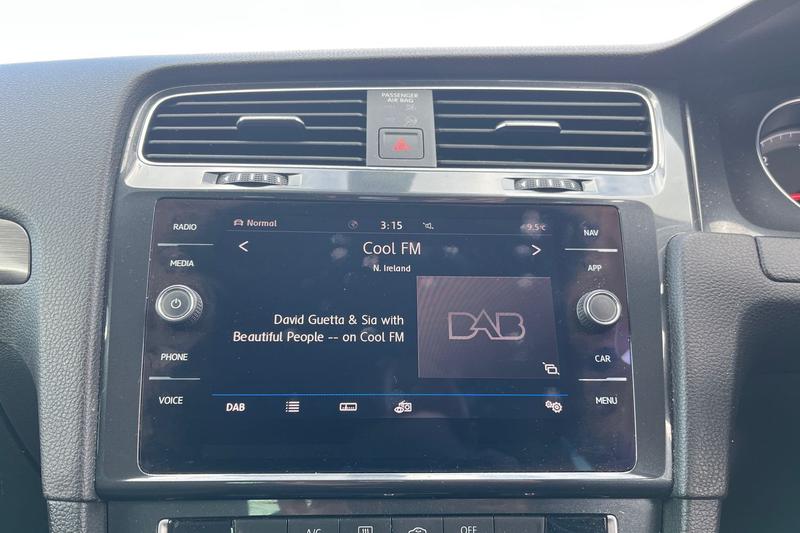 PASSENGER
AIR BAG
RADIO
MEDIA
PHONE
VOICE
Normal
3:15
9.5°C
Cool FM
N. Ireland
David Guetta & Sia with
Beautiful People -- on Cool FM
DAB
DAB
NAV
APP
CAR
MENU
A/C
OFF